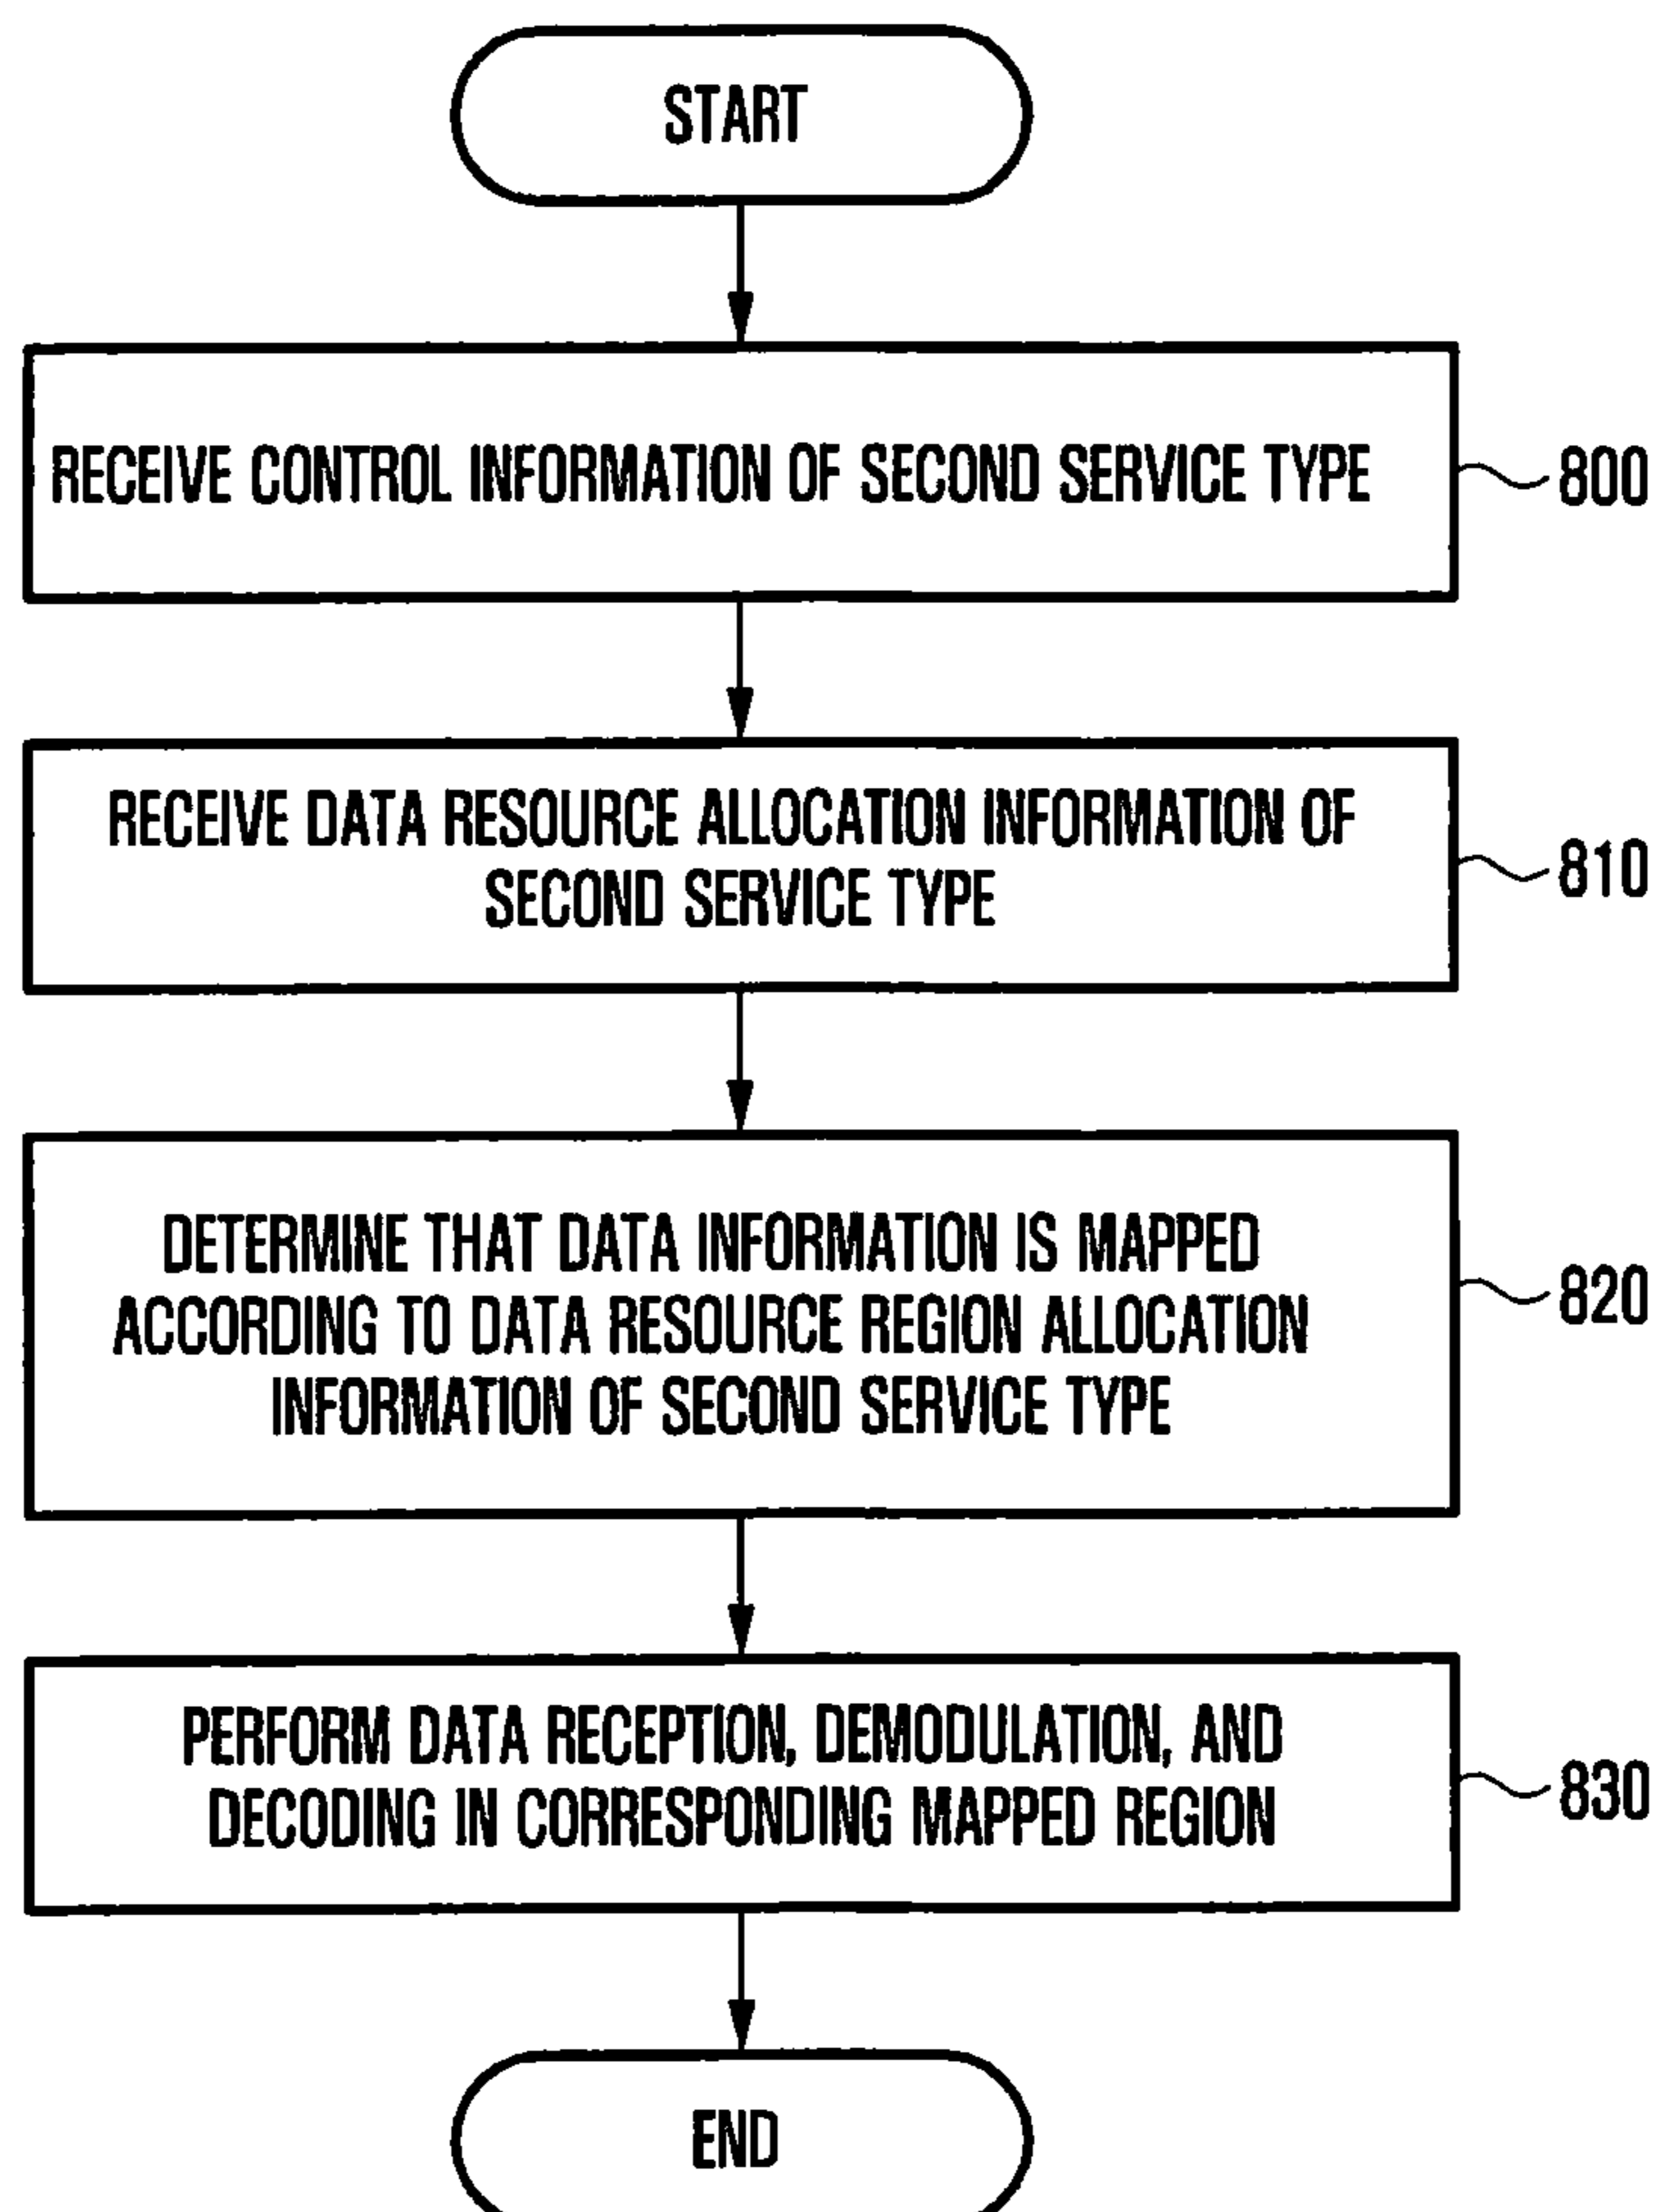 START
RECEIVE CONTROL INFORMATION OF SECOND SERVICE TYPE
800
RECEIVE DATA RESOURCE ALLOCATION INFORMATION OF
SECOND SERVICE TYPE
810
DETERMINE THAT DATA INFORMATION IS MAPPED
ACCORDING TO DATA RESOURCE REGION ALLOCATION
INFORMATION OF SECOND SERVICE TYPE
820
PERFORM DATA RECEPTION, DEMODULATION, AND
DECODING IN CORRESPONDING MAPPED REGION
830
END